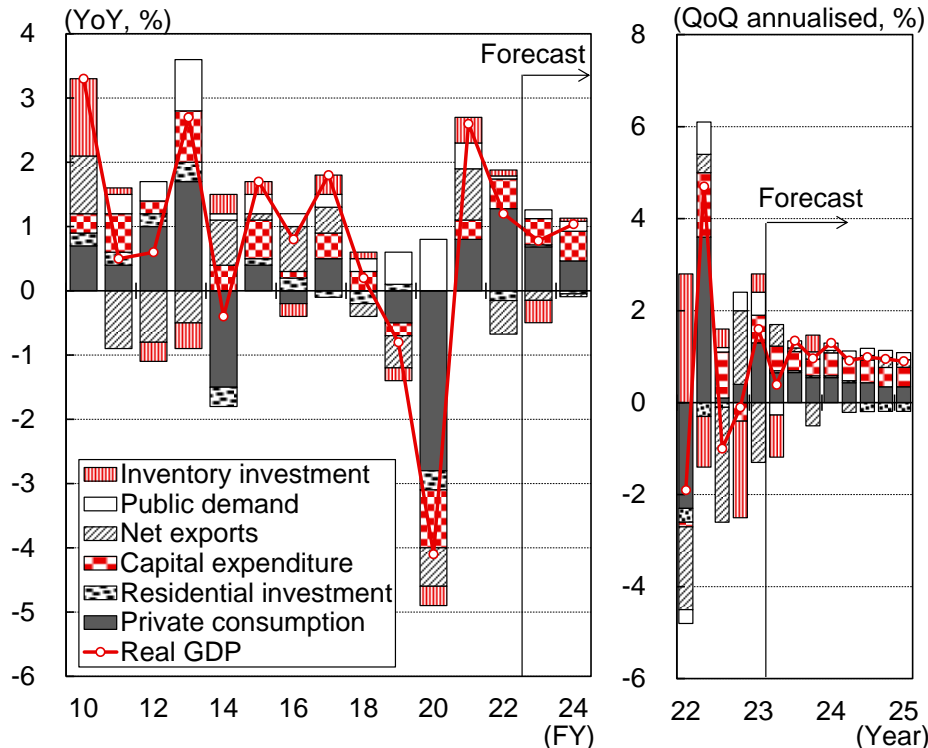 (YoY, %)
4
3
2
1
0
-1
-2
-3
-4
-5
-6
Forecast
Inventory investment
Public demand
Net exports
Capital expenditure
Residential investment
Private consumption
Real GDP
10 12 14 16 18 20 22 24
(FY)
(QoQ annualised, %)
8
6
4
2
0
-2
-4
-6
Forecast
22 23 24 25
(Year)